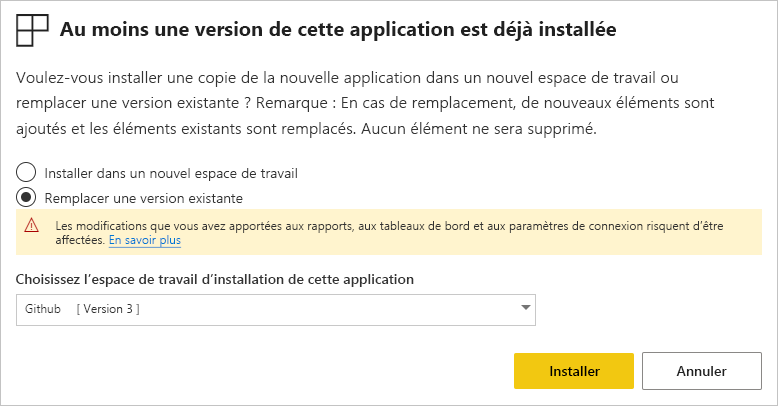 Au moins une version de cette application est déjà installée
Voulez-vous installer une copie de la nouvelle application dans un nouvel espace de travail ou
remplacer une version existante ? Remarque : En cas de remplacement, de nouveaux éléments sont
ajoutés et les éléments existants sont remplacés. Aucun élément ne sera supprimé.
Installer dans un nouvel espace de travail
Remplacer une version existante
Les modifications que vous avez apportées aux rapports, aux tableaux de bord et aux paramètres de connexion risquent d’être
affectées. En savoir plus
Choisissez l’espace de travail d’installation de cette application
Github [ Version 3 ]
Installer Annuler